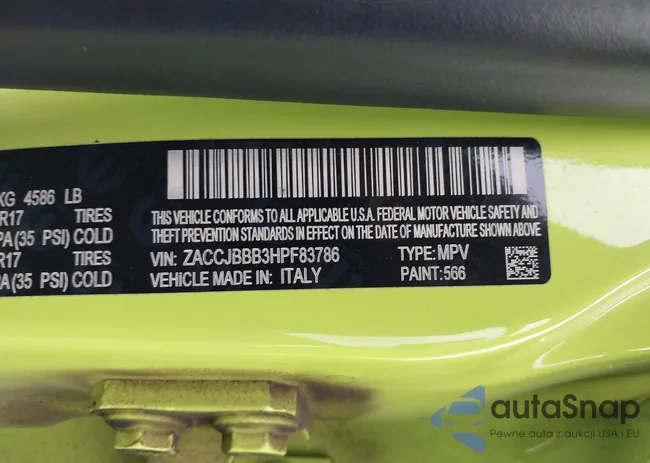 KG 4586 LB
R17 TIRES
PA(35 PSI) COLD
R17 TIRES
PA(35 PSI) COLD
THIS VEHICLE CONFORMS TO ALL APPLICABLE U.S.A. FEDERAL MOTOR VEHICLE SAFETY AND
THEFT PREVENTION STANDARDS IN EFFECT ON THE DATE OF MANUFACTURE SHOWN ABOVE
VIN: ZACCJBBB3HPF83786 TYPE: MPV
VEHICLE MADE IN: ITALY PAINT: 566
autaSnap
Pewne auta z aukcji USA i EU